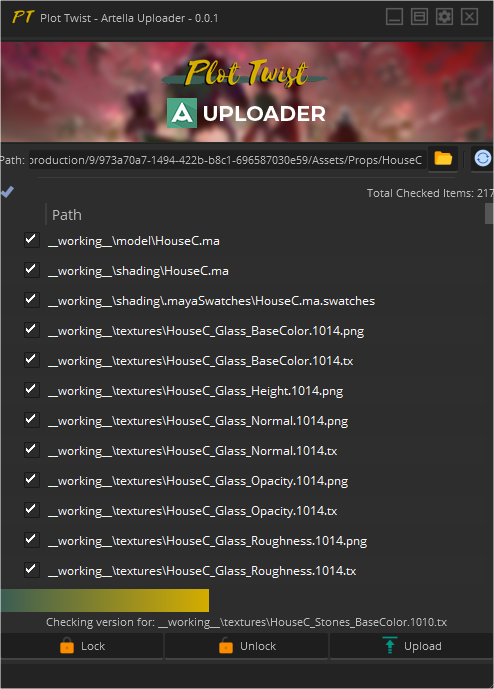 PT Plot Twist - Artella Uploader - 0.0.1
Plot Twist
A UPLOADER
Path: production/9/973a70a7-1494-422b-b8c1-696587030e59/Assets/Props/HouseC
Total Checked Items: 217
Path
__working__\model\HouseC.ma
__working__\shading\HouseC.ma
__working__\shading\.mayaSwatches\HouseC.ma.swatches
__working__\textures\HouseC_Glass_BaseColor.1014.png
__working__\textures\HouseC_Glass_BaseColor.1014.tx
__working__\textures\HouseC_Glass_Height.1014.png
__working__\textures\HouseC_Glass_Normal.1014.png
__working__\textures\HouseC_Glass_Normal.1014.tx
__working__\textures\HouseC_Glass_Opacity.1014.png
__working__\textures\HouseC_Glass_Opacity.1014.tx
__working__\textures\HouseC_Glass_Roughness.1014.png
__working__\textures\HouseC_Glass_Roughness.1014.tx
Checking version for: __working__\textures\HouseC_Stones_BaseColor.1010.tx
Lock Unlock Upload